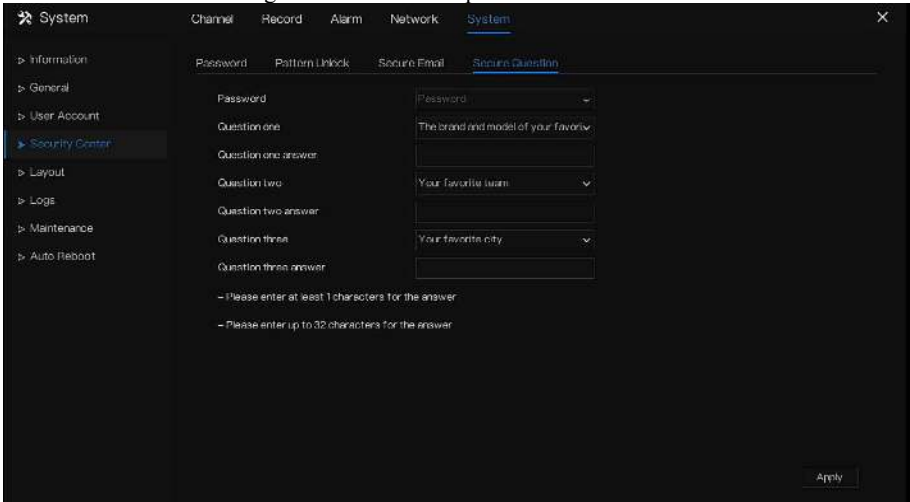 System
Channel Record Alarm Network System
Information
General
User Account
Security Center
Layout
Logs
Maintenance
Auto Reboot
Password Pattern Unlock Secure Email Secure Question
Password Password
Question one The brand and model of your favori
Question one answer
Question two Your favorite team
Question two answer
Question three Your favorite city
Question three answer
– Please enter at least 1 characters for the answer
– Please enter up to 32 characters for the answer
Apply